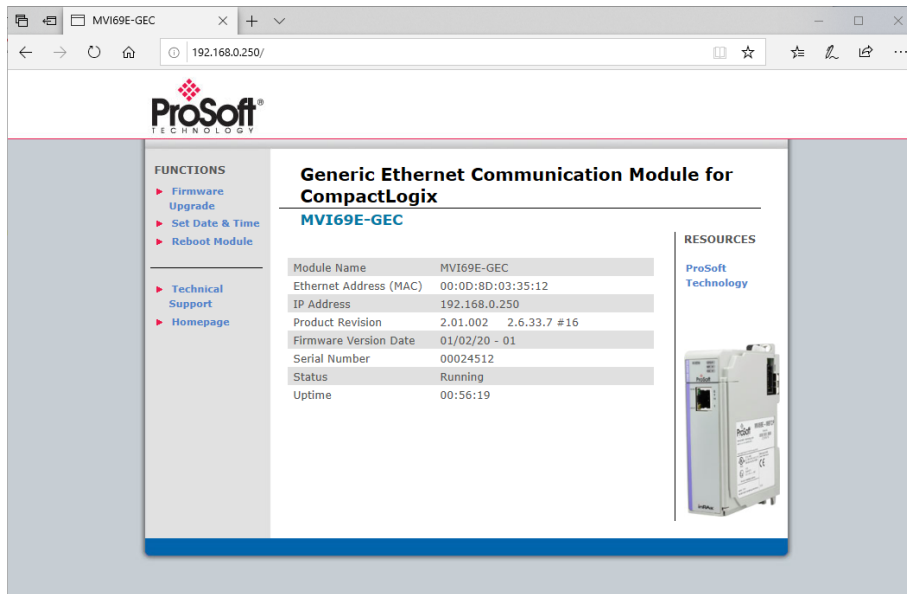 MVI69E-GEC
192.168.0.250/
ProSoft®
TECHNOLOGY
FUNCTIONS
Firmware
Upgrade
Set Date & Time
Reboot Module
Technical
Support
Homepage
Generic Ethernet Communication Module for
CompactLogix
MVI69E-GEC
Module Name MVI69E-GEC
Ethernet Address (MAC) 00:0D:8D:03:35:12
IP Address 192.168.0.250
Product Revision 2.01.002 2.6.33.7 #16
Firmware Version Date 01/02/20 - 01
Serial Number 00024512
Status Running
Uptime 00:56:19
RESOURCES
ProSoft
Technology
ProSoft